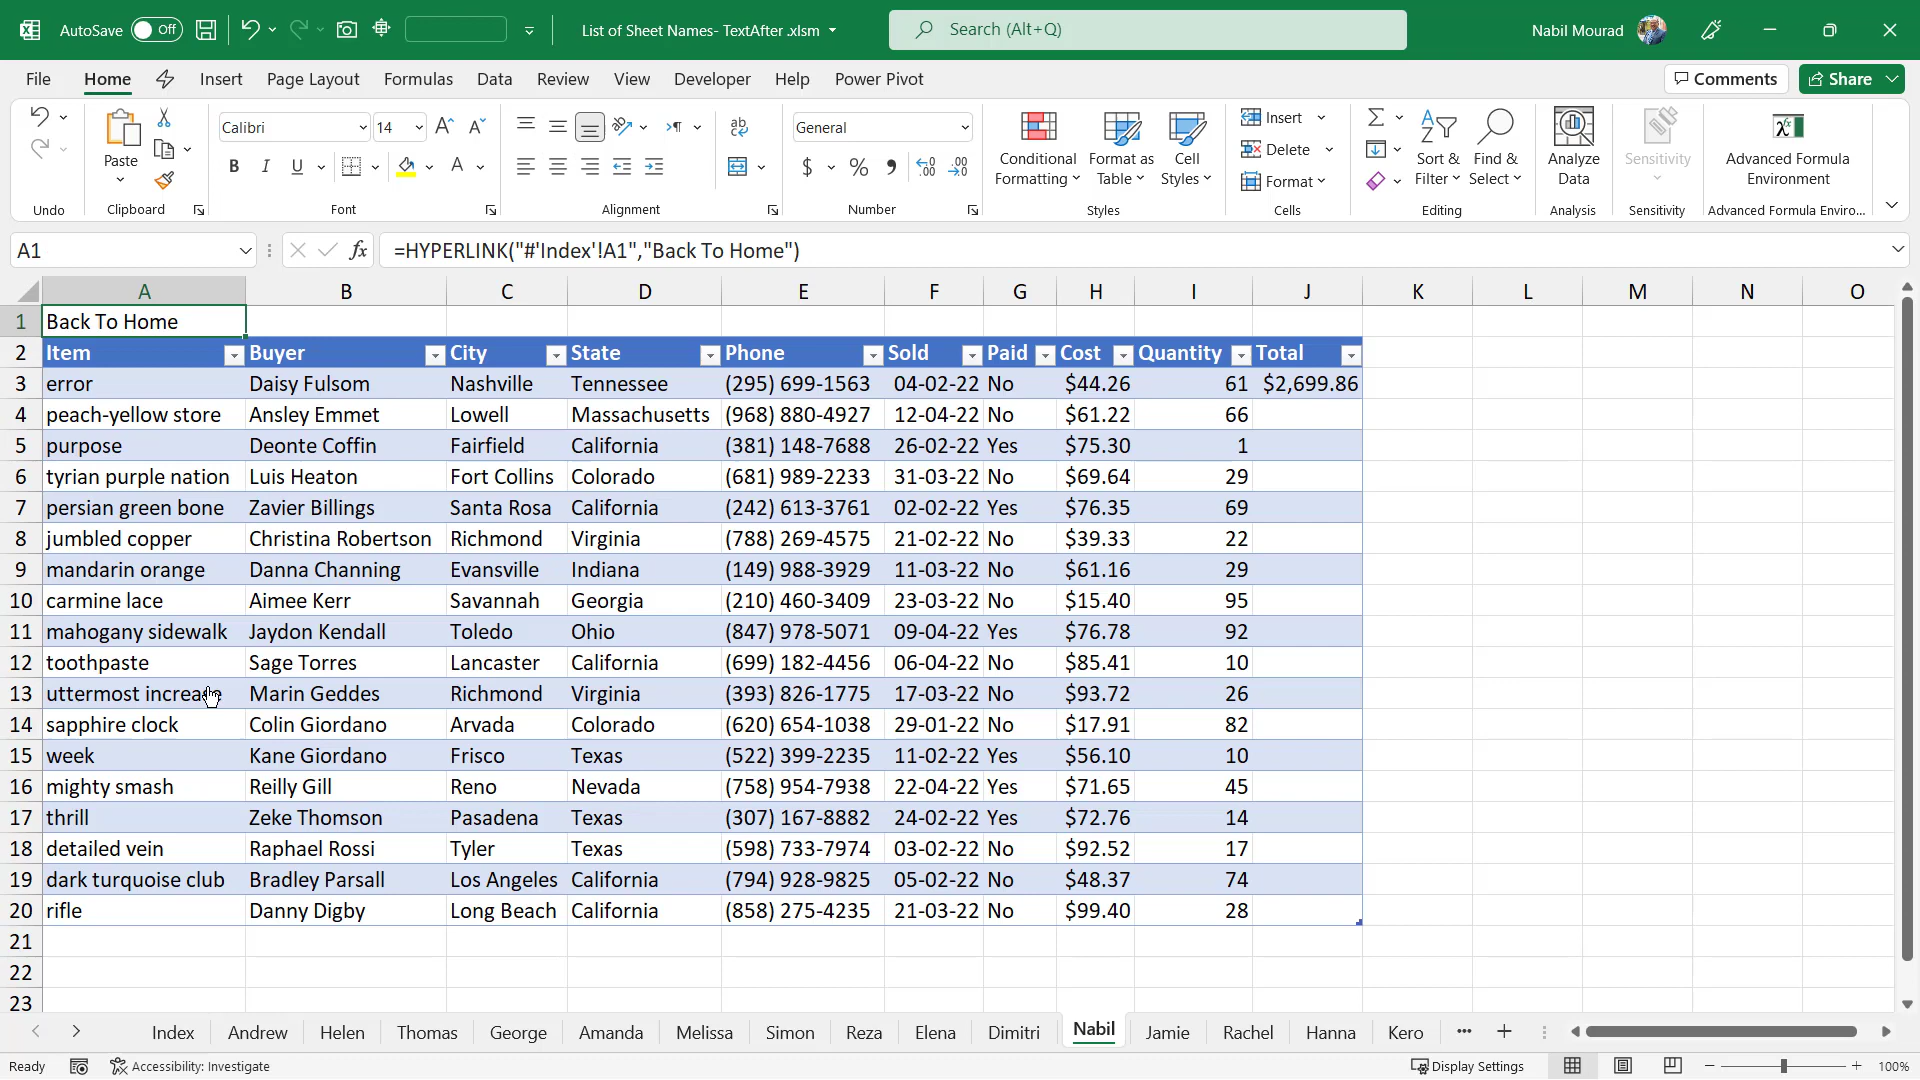 AutoSave Off List of Sheet Names- TextAfter .xlsm Search (Alt+Q) Nabil Mourad
File Home Insert Page Layout Formulas Data Review View Developer Help Power Pivot Comments Share
Calibri 14 General Insert
Paste Conditional Formatting Format as Table Cell Styles Delete Sort & Filter Find & Select Analyze Data Sensitivity Advanced Formula Environment
B I U A $ % Format
Undo Clipboard Font Alignment Number Styles Cells Editing Analysis Sensitivity Advanced Formula Enviro...
A1 fx =HYPERLINK("#'Index'!A1","Back To Home")
A B C D E F G H I J K L M N O
1 Back To Home
2 Item Buyer City State Phone Sold Paid Cost Quantity Total
3 error Daisy Fulsom Nashville Tennessee (295) 699-1563 04-02-22 No $44.26 61 $2,699.86
4 peach-yellow store Ansley Emmet Lowell Massachusetts (968) 880-4927 12-04-22 No $61.22 66
5 purpose Deonte Coffin Fairfield California (381) 148-7688 26-02-22 Yes $75.30 1
6 tyrian purple nation Luis Heaton Fort Collins Colorado (681) 989-2233 31-03-22 No $69.64 29
7 persian green bone Zavier Billings Santa Rosa California (242) 613-3761 02-02-22 Yes $76.35 69
8 jumbled copper Christina Robertson Richmond Virginia (788) 269-4575 21-02-22 No $39.33 22
9 mandarin orange Danna Channing Evansville Indiana (149) 988-3929 11-03-22 No $61.16 29
10 carmine lace Aimee Kerr Savannah Georgia (210) 460-3409 23-03-22 No $15.40 95
11 mahogany sidewalk Jaydon Kendall Toledo Ohio (847) 978-5071 09-04-22 Yes $76.78 92
12 toothpaste Sage Torres Lancaster California (699) 182-4456 06-04-22 No $85.41 10
13 uttermost increase Marin Geddes Richmond Virginia (393) 826-1775 17-03-22 No $93.72 26
14 sapphire clock Colin Giordano Arvada Colorado (620) 654-1038 29-01-22 No $17.91 82
15 week Kane Giordano Frisco Texas (522) 399-2235 11-02-22 Yes $56.10 10
16 mighty smash Reilly Gill Reno Nevada (758) 954-7938 22-04-22 Yes $71.65 45
17 thrill Zeke Thomson Pasadena Texas (307) 167-8882 24-02-22 Yes $72.76 14
18 detailed vein Raphael Rossi Tyler Texas (598) 733-7974 03-02-22 No $92.52 17
19 dark turquoise club Bradley Parsall Los Angeles California (794) 928-9825 05-02-22 No $48.37 74
20 rifle Danny Digby Long Beach California (858) 275-4235 21-03-22 No $99.40 28
21
22
23
Index Andrew Helen Thomas George Amanda Melissa Simon Reza Elena Dimitri Nabil Jamie Rachel Hanna Kero ...
Ready Accessibility: Investigate Display Settings 100%